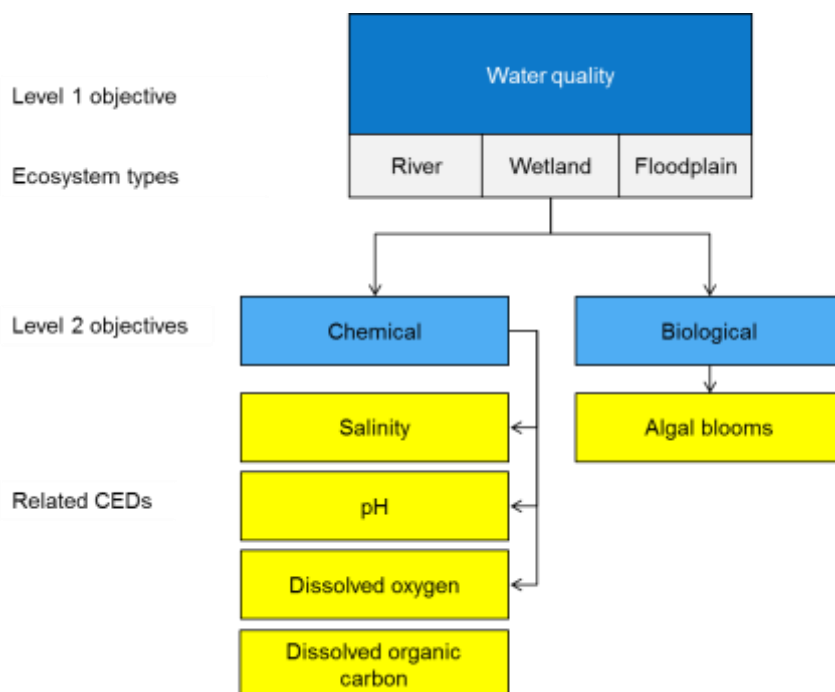 Water quality
Level 1 objective
River
Wetland
Floodplain
Ecosystem types
Level 2 objectives
Chemical
Biological
Salinity
Algal blooms
Related CEDs
pH
Dissolved oxygen
Dissolved organic
carbon